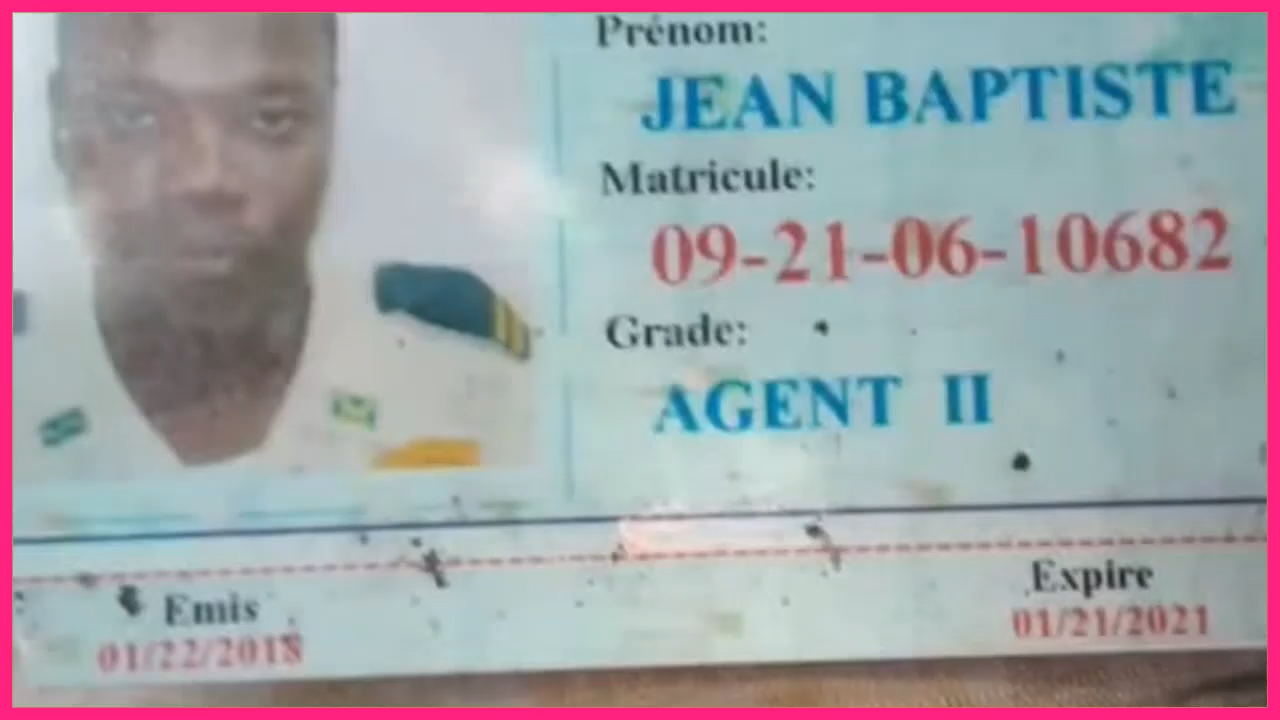 Prénom:
JEAN BAPTISTE
Matricule:
09-21-06-10682
Grade:
AGENT II
Emis
01/22/2018
Expire
01/21/2021